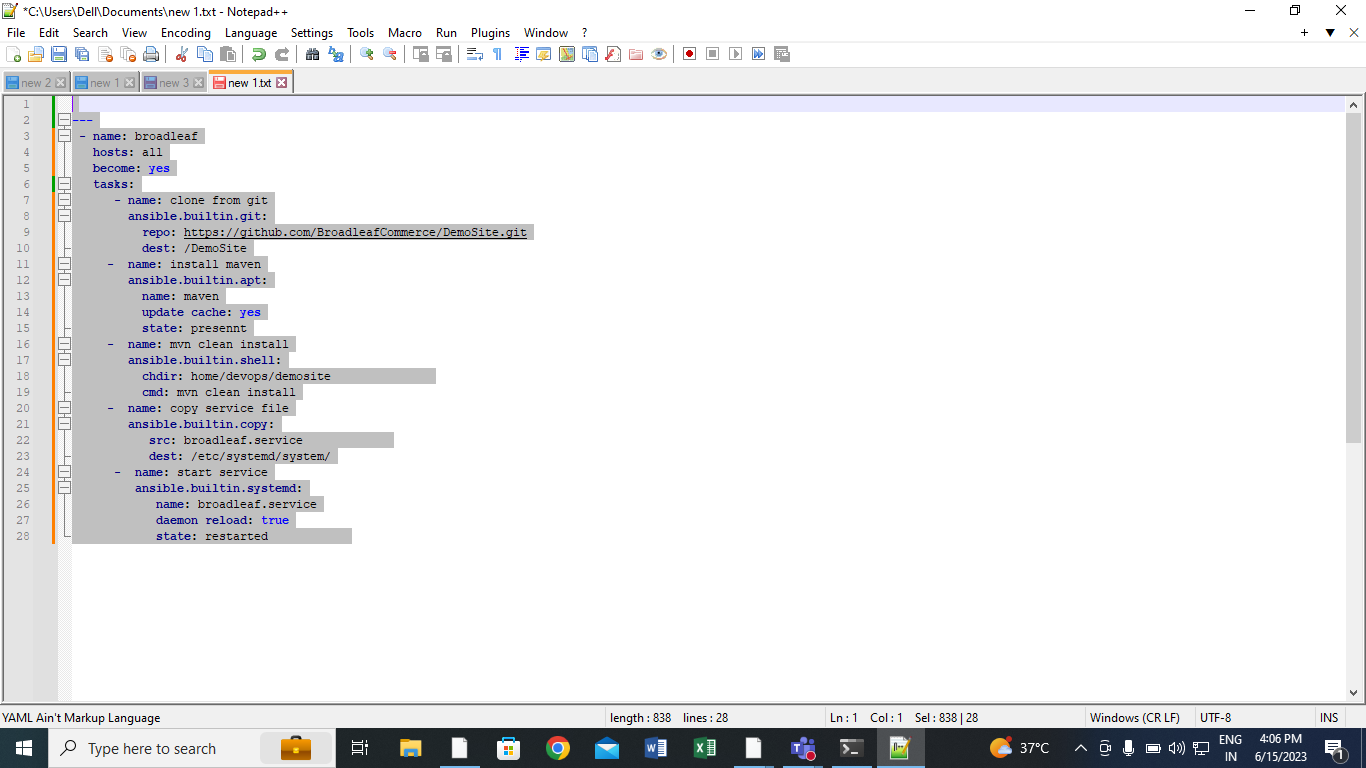 *C:\Users\Dell\Documents\new 1.txt - Notepad++
File Edit Search View Encoding Language Settings Tools Macro Run Plugins Window ? + ▼ X
new 2 new 1 new 3 new 1.txt
1
2 ---
3 - name: broadleaf
4 hosts: all
5 become: yes
6 tasks:
7 - name: clone from git
8 ansible.builtin.git:
9 repo: https://github.com/BroadleafCommerce/DemoSite.git
10 dest: /DemoSite
11 - name: install maven
12 ansible.builtin.apt:
13 name: maven
14 update cache: yes
15 state: presennt
16 - name: mvn clean install
17 ansible.builtin.shell:
18 chdir: home/devops/demosite
19 cmd: mvn clean install
20 - name: copy service file
21 ansible.builtin.copy:
22 src: broadleaf.service
23 dest: /etc/systemd/system/
24 - name: start service
25 ansible.builtin.systemd:
26 name: broadleaf.service
27 daemon reload: true
28 state: restarted
YAML Ain't Markup Language length : 838 lines : 28 Ln : 1 Col : 1 Sel : 838 | 28 Windows (CR LF) UTF-8 INS
Type here to search 37°C ENG IN 4:06 PM 6/15/2023 1